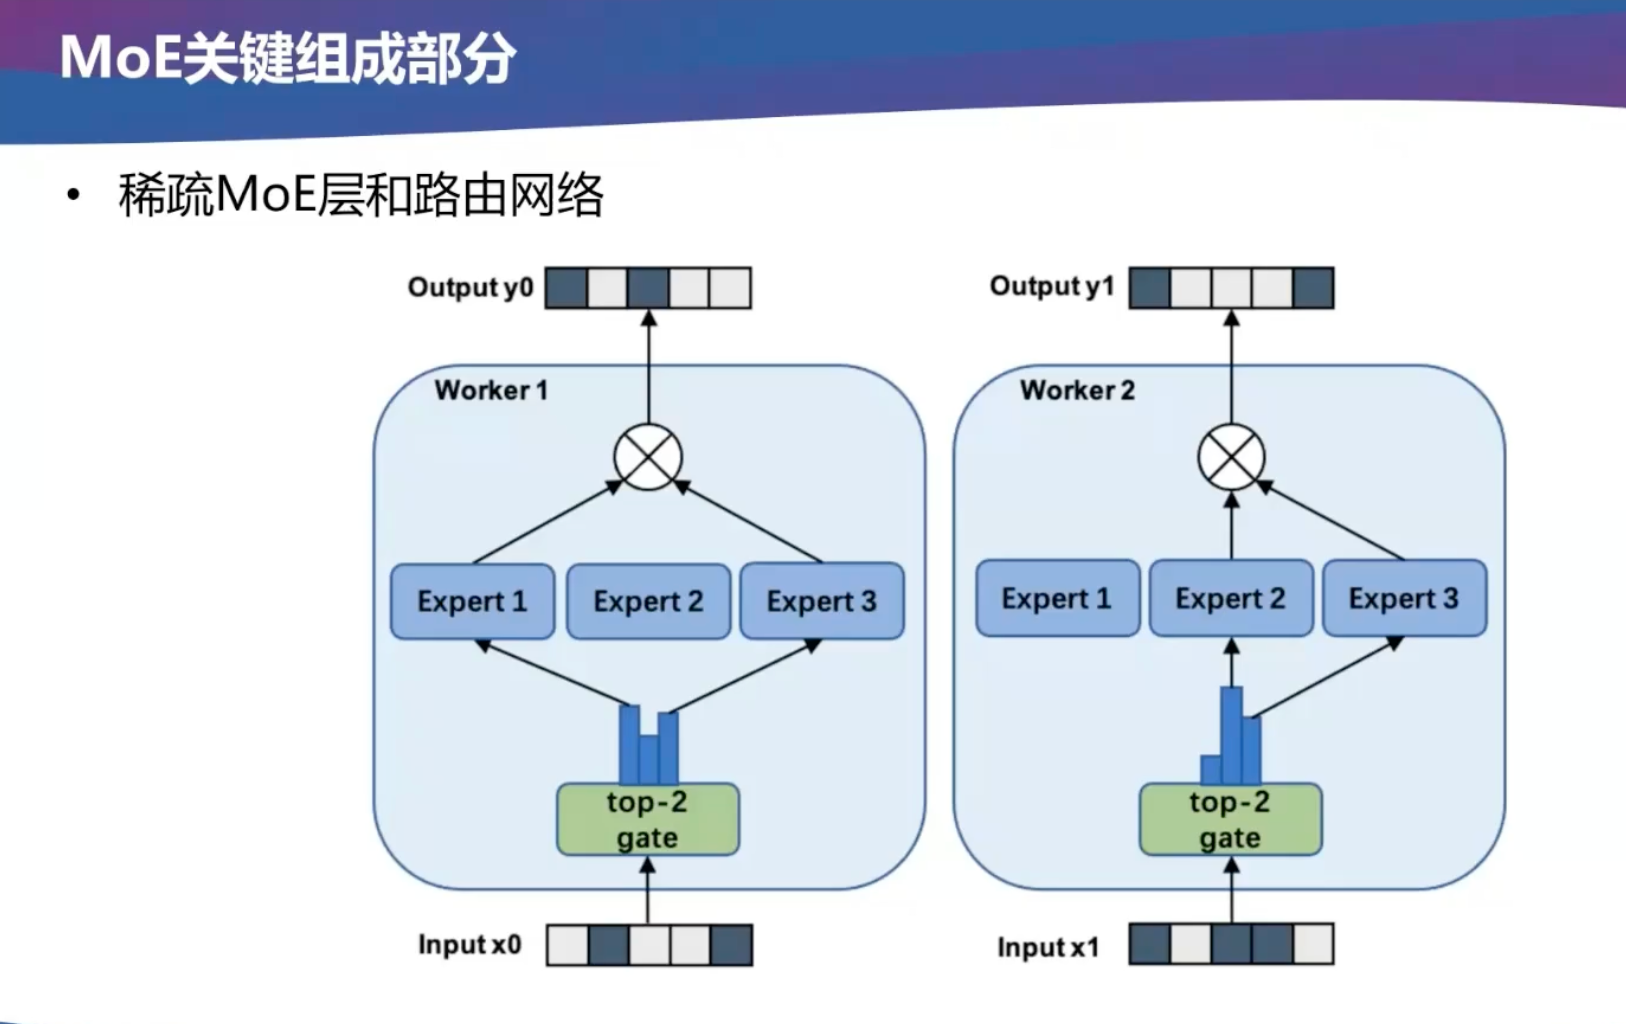 MoE关键组成部分
• 稀疏MoE层和路由网络
Output y0
Output y1
Worker 1
Worker 2
Expert 1
Expert 2
Expert 3
Expert 1
Expert 2
Expert 3
top-2
gate
top-2
gate
Input x0
Input x1